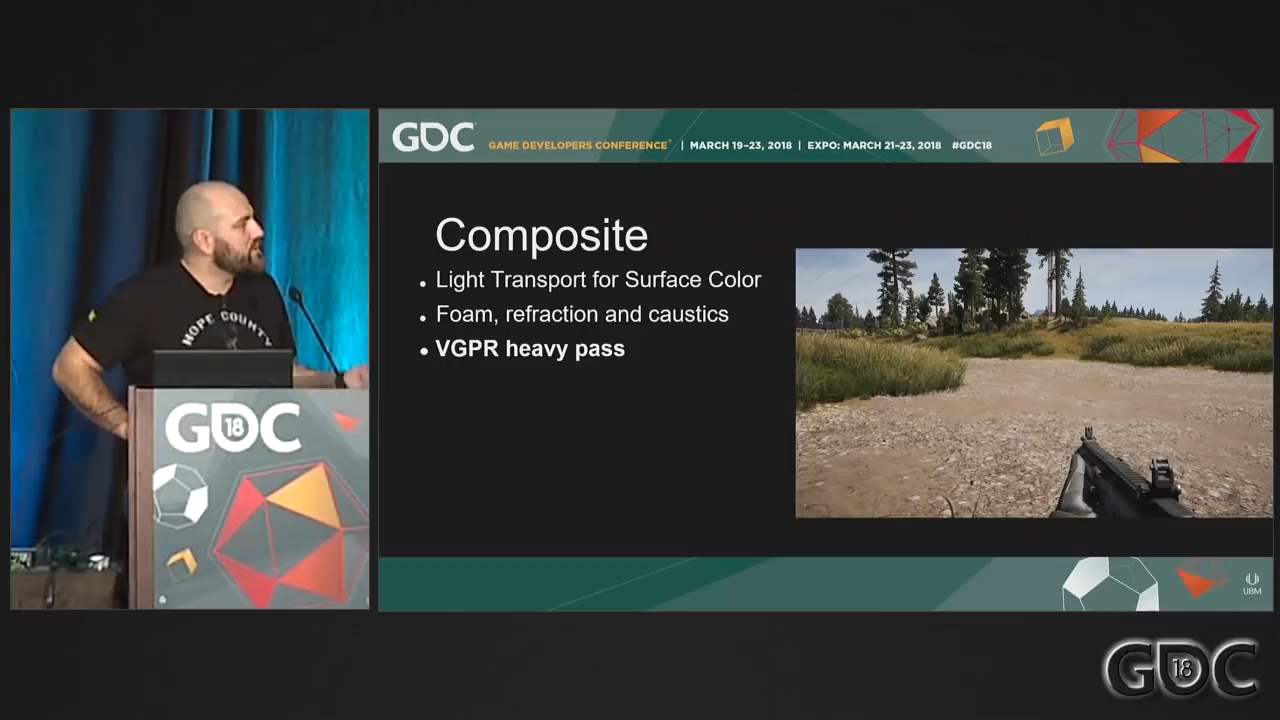 GDC
GAME DEVELOPERS CONFERENCE® | MARCH 19–23, 2018 | EXPO: MARCH 21–23, 2018 #GDC18
Composite
• Light Transport for Surface Color
• Foam, refraction and caustics
• VGPR heavy pass
HOPE COUNTY
GDC
18
UBM
GDC
18